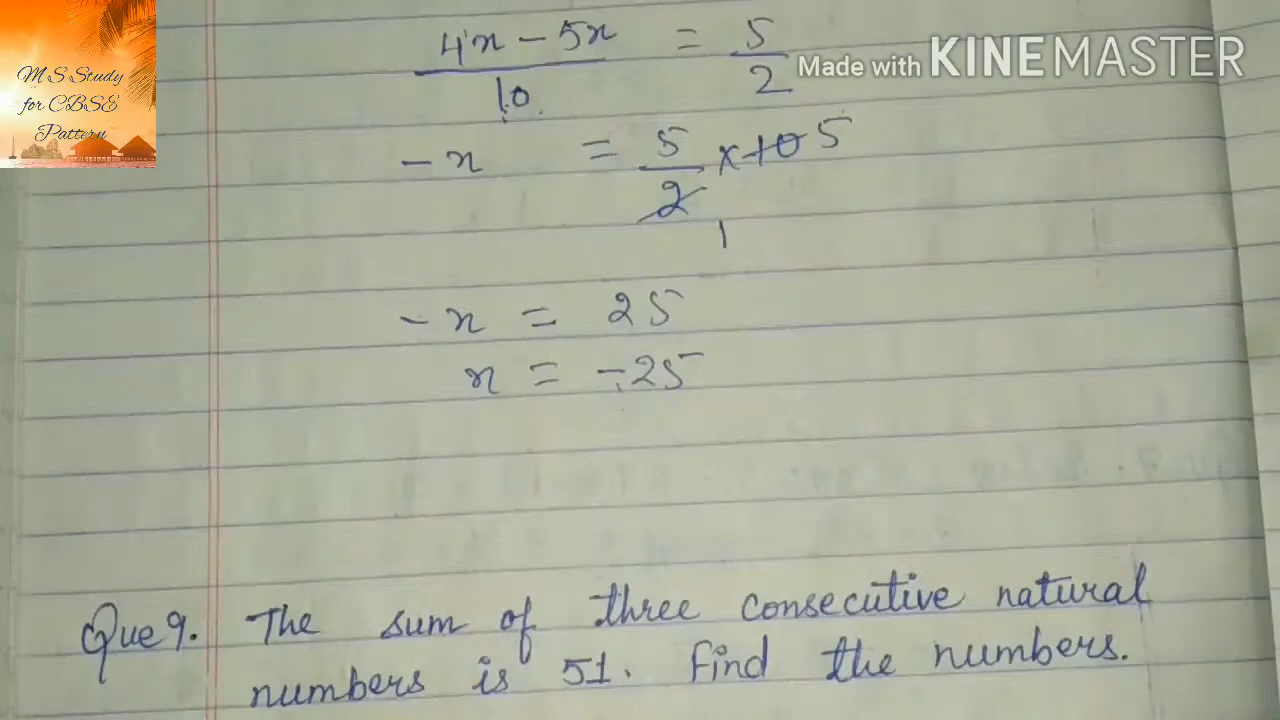 MS Study
for CBSE
Pattern
Made with KINEMASTER
4x - 5x = 5
10 2
-x = 5 x 10 5
2
1
-x = 25
x = -25
Que 9. The sum of three consecutive natural
numbers is 51. Find the numbers.